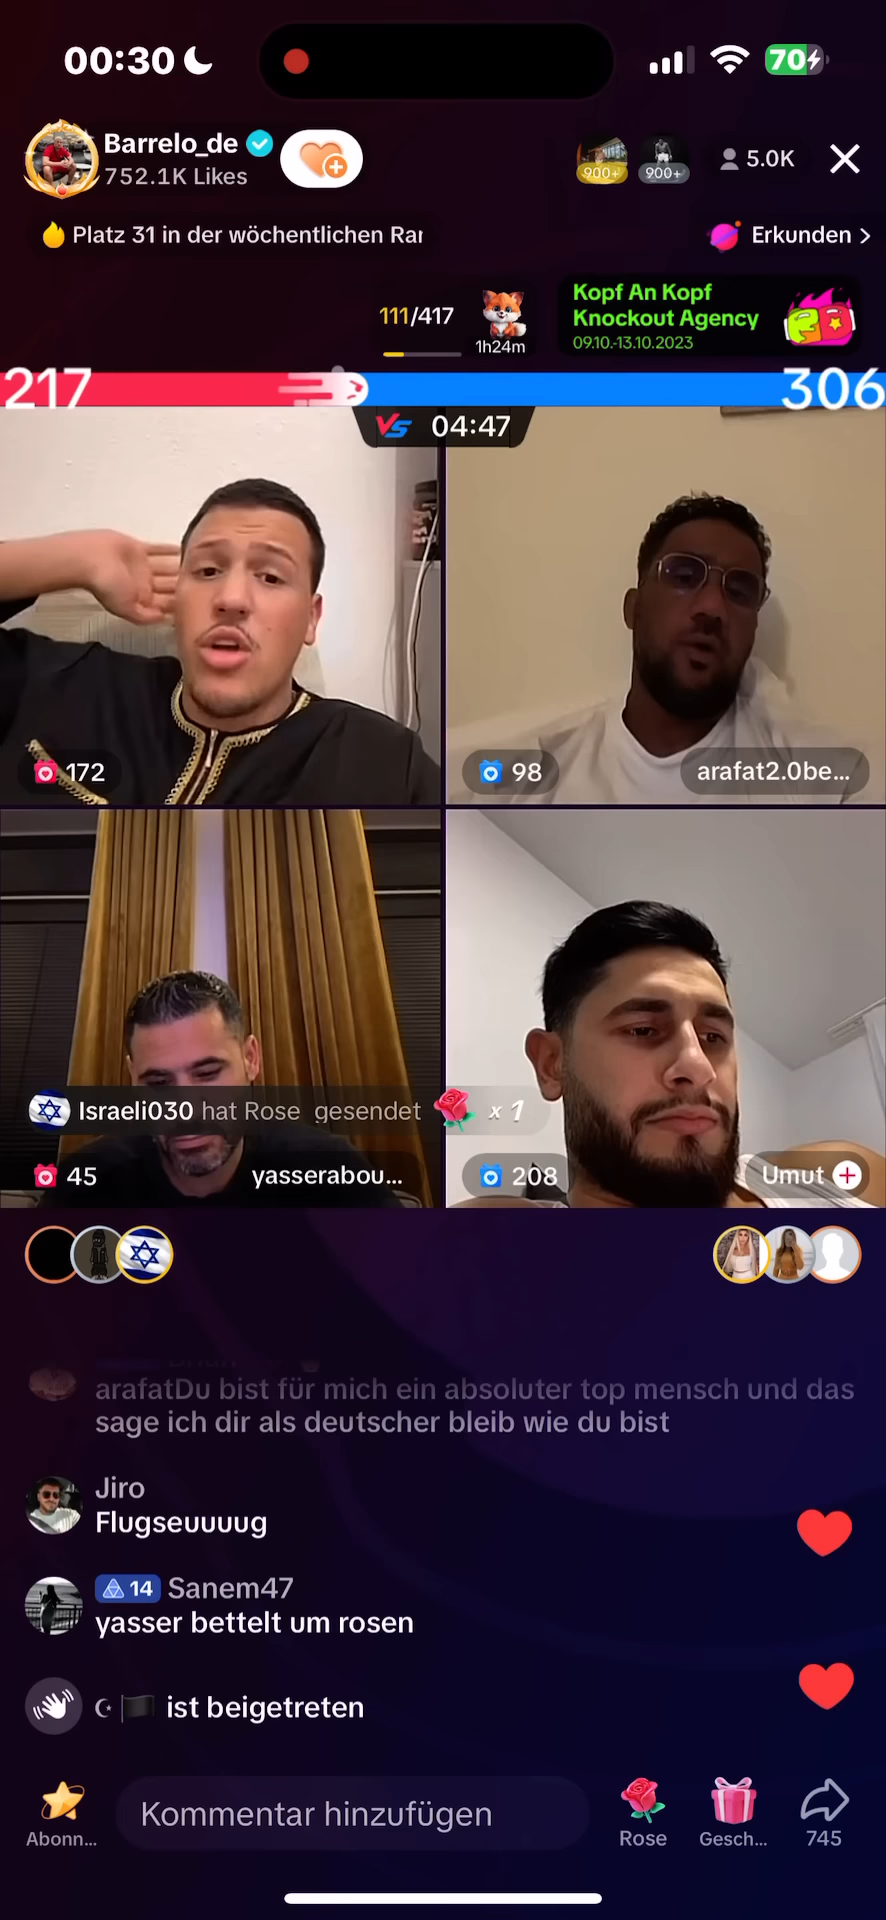 00:30
70
Barrelo_de
752.1K Likes
900+
900+
5.0K
Platz 31 in der wöchentlichen Ran
Erkunden >
111/417
1h24m
Kopf An Kopf
Knockout Agency
09.10.-13.10.2023
217
306
VS 04:47
172
98
arafat2.0be...
Israeli030 hat Rose gesendet
x 1
45
yasserabou...
208
Umut
arafatDu bist für mich ein absoluter top mensch und das
sage ich dir als deutscher bleib wie du bist
Jiro
Flugseuuuug
14 Sanem47
yasser bettelt um rosen
ist beigetreten
Abonn...
Kommentar hinzufügen
Rose
Gesch...
745